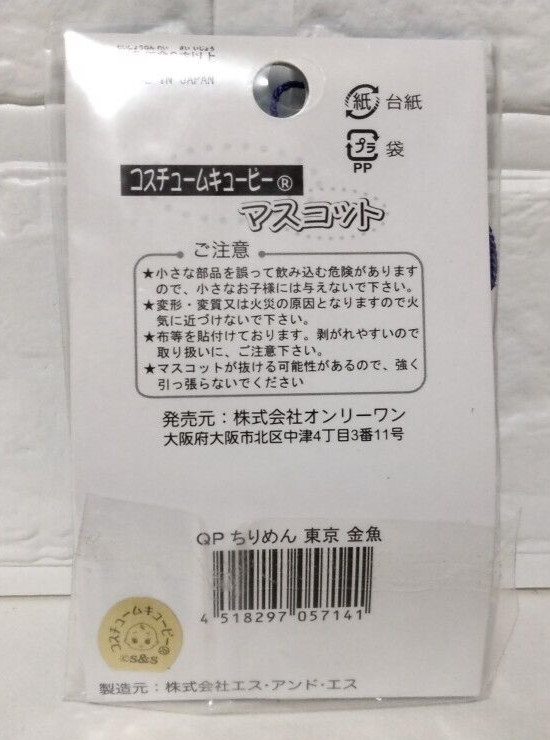 IN JAPAN
紙 台紙
プラ 袋
PP
コスチュームキューピー®
マスコット
ご注意
★小さな部品を誤って飲み込む危険があります
ので、小さなお子様には与えないで下さい。
★変形・変質又は火災の原因となりますので火
気に近づけないで下さい。
★布等を貼付けております。剥がれやすいので
取り扱いに、ご注意下さい。
★マスコットが抜ける可能性があるので、強く
引っ張らないでください
発売元：株式会社オンリーワン
大阪府大阪市北区中津4丁目3番11号
QP ちりめん 東京 金魚
4 518297 057141
コスチュームキューピー®
©S&S
製造元：株式会社エス・アンド・エス